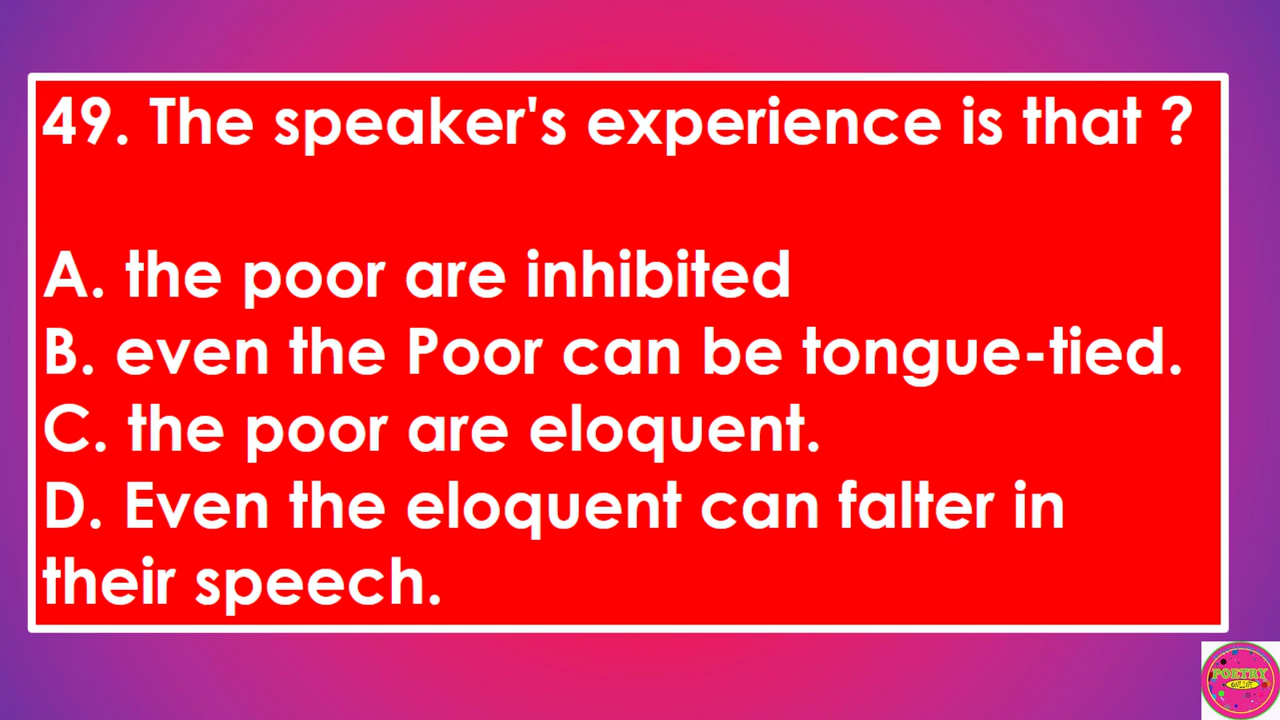 49. The speaker's experience is that ?
A. the poor are inhibited
B. even the Poor can be tongue-tied.
C. the poor are eloquent.
D. Even the eloquent can falter in
their speech.
POETRY